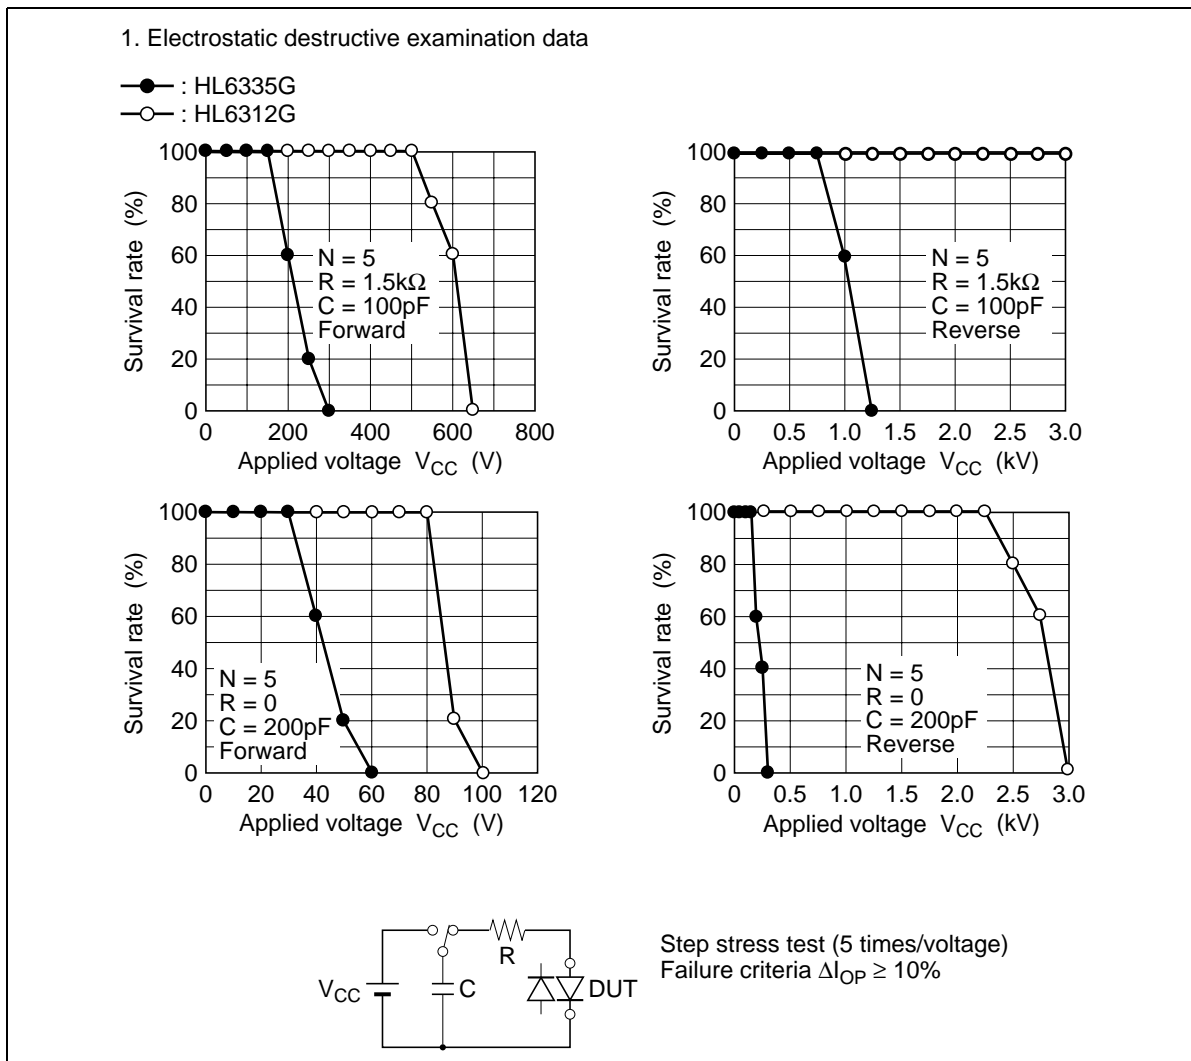 1. Electrostatic destructive examination data
: HL6335G
: HL6312G
Survival rate (%)
100
80
60
40
20
0
N = 5
R = 1.5kΩ
C = 100pF
Forward
0 200 400 600 800
Applied voltage VCC (V)
Survival rate (%)
100
80
60
40
20
0
N = 5
R = 1.5kΩ
C = 100pF
Reverse
0 0.5 1.0 1.5 2.0 2.5 3.0
Applied voltage VCC (kV)
Survival rate (%)
100
80
60
40
20
0
N = 5
R = 0
C = 200pF
Forward
0 20 40 60 80 100 120
Applied voltage VCC (V)
Survival rate (%)
100
80
60
40
20
0
N = 5
R = 0
C = 200pF
Reverse
0 0.5 1.0 1.5 2.0 2.5 3.0
Applied voltage VCC (kV)
R
VCC
C
DUT
Step stress test (5 times/voltage)
Failure criteria ΔIOP ≥ 10%